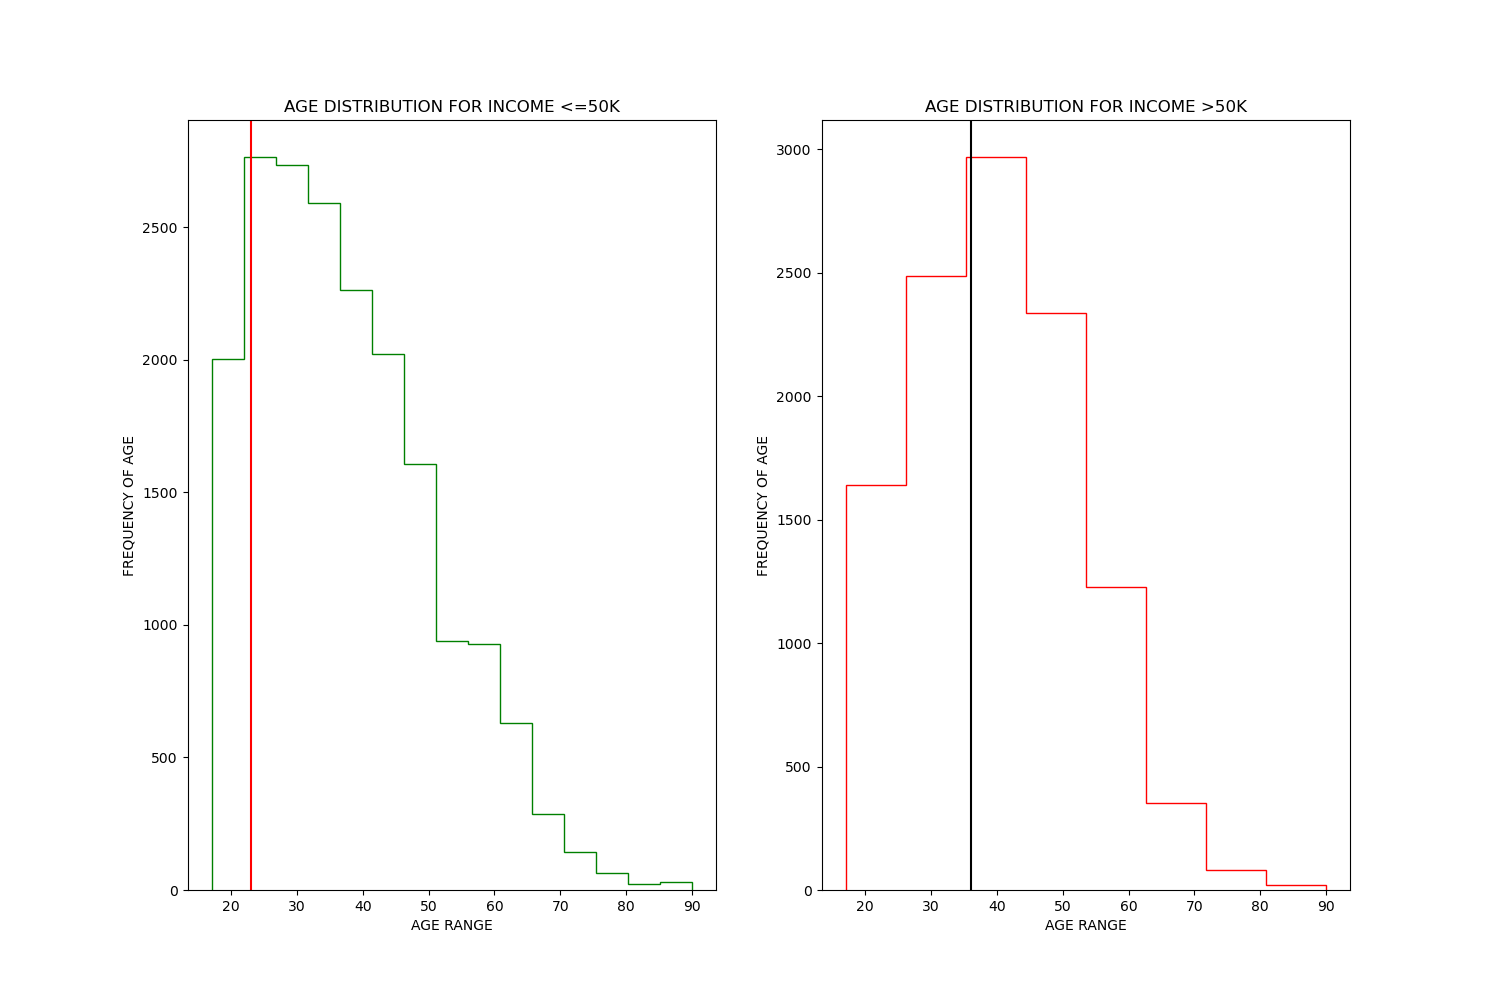 AGE DISTRIBUTION FOR INCOME <=50K
FREQUENCY OF AGE
2500
2000
1500
1000
500
0
20 30 40 50 60 70 80 90
AGE RANGE
AGE DISTRIBUTION FOR INCOME >50K
FREQUENCY OF AGE
3000
2500
2000
1500
1000
500
0
20 30 40 50 60 70 80 90
AGE RANGE